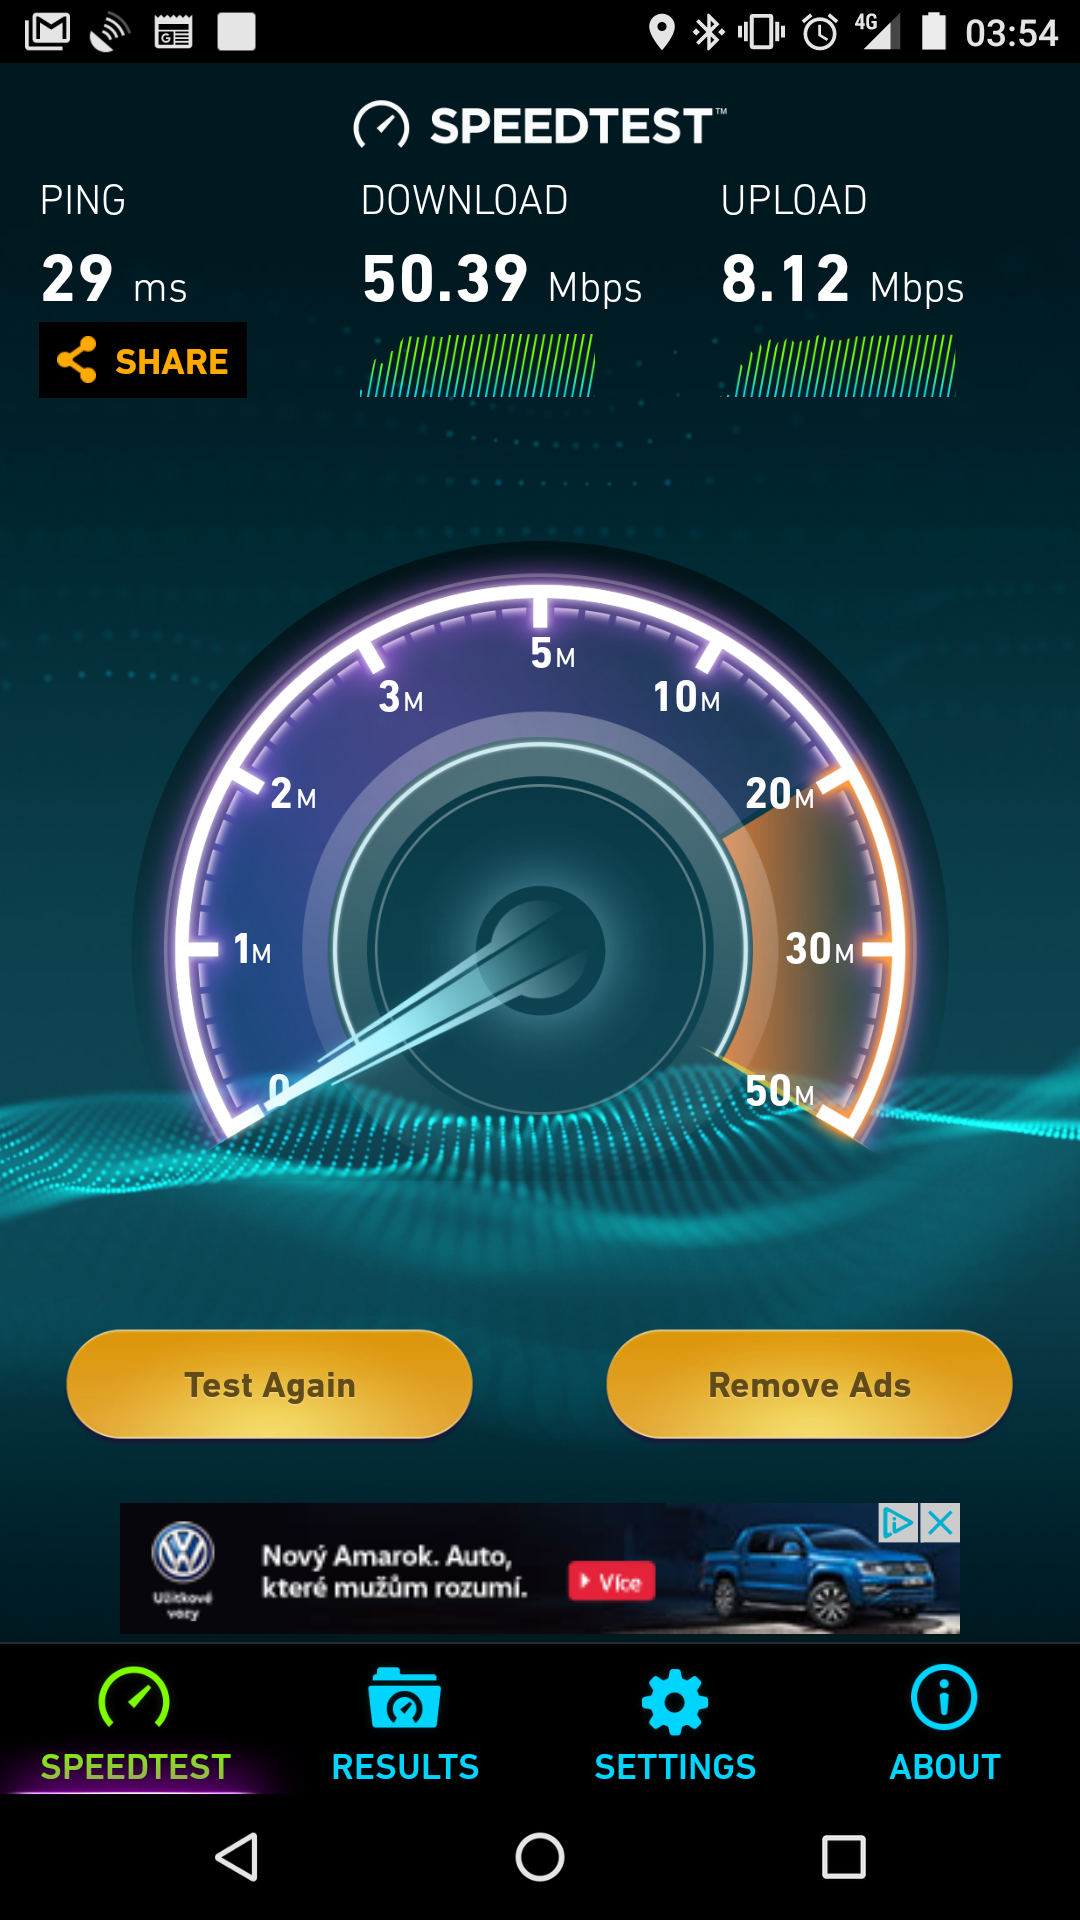 4G 03:54
SPEEDTEST™
PING DOWNLOAD UPLOAD
29 ms 50.39 Mbps 8.12 Mbps
SHARE
5M
3M 10M
2M 20M
1M 30M
0 50M
Test Again Remove Ads
Nový Amarok. Auto,
které mužům rozumí.
Více
Užitkové
vozy
SPEEDTEST RESULTS SETTINGS ABOUT